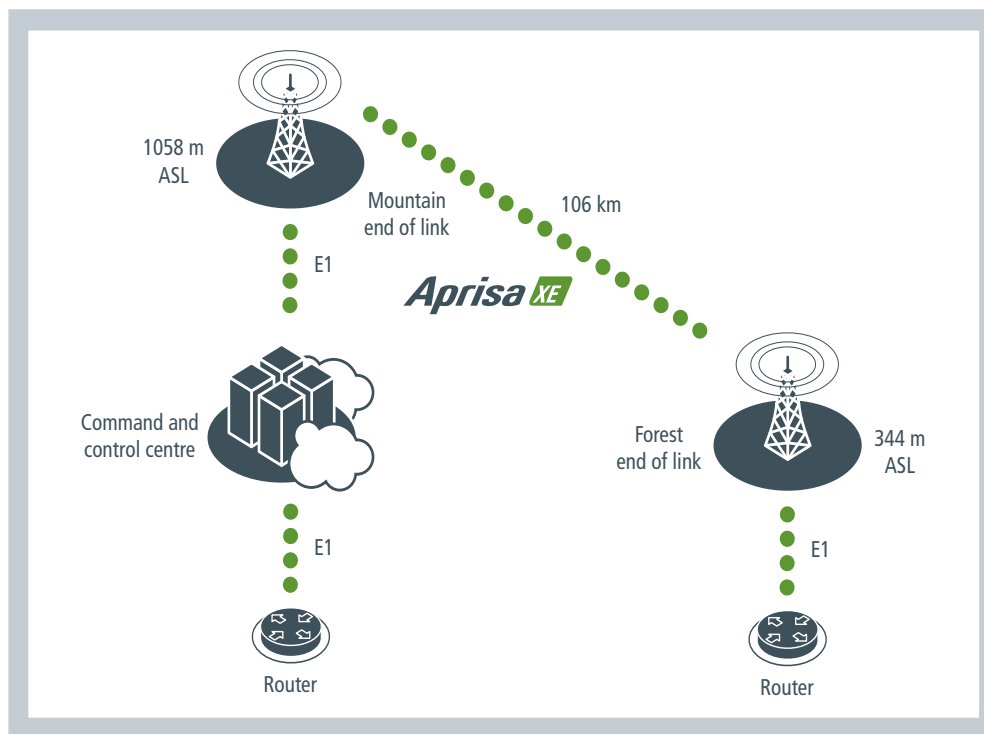 1058 m
ASL
Mountain
end of link
106 km
E1
Aprisa XE
Command and
control centre
Forest
end of link
344 m
ASL
E1
E1
Router
Router